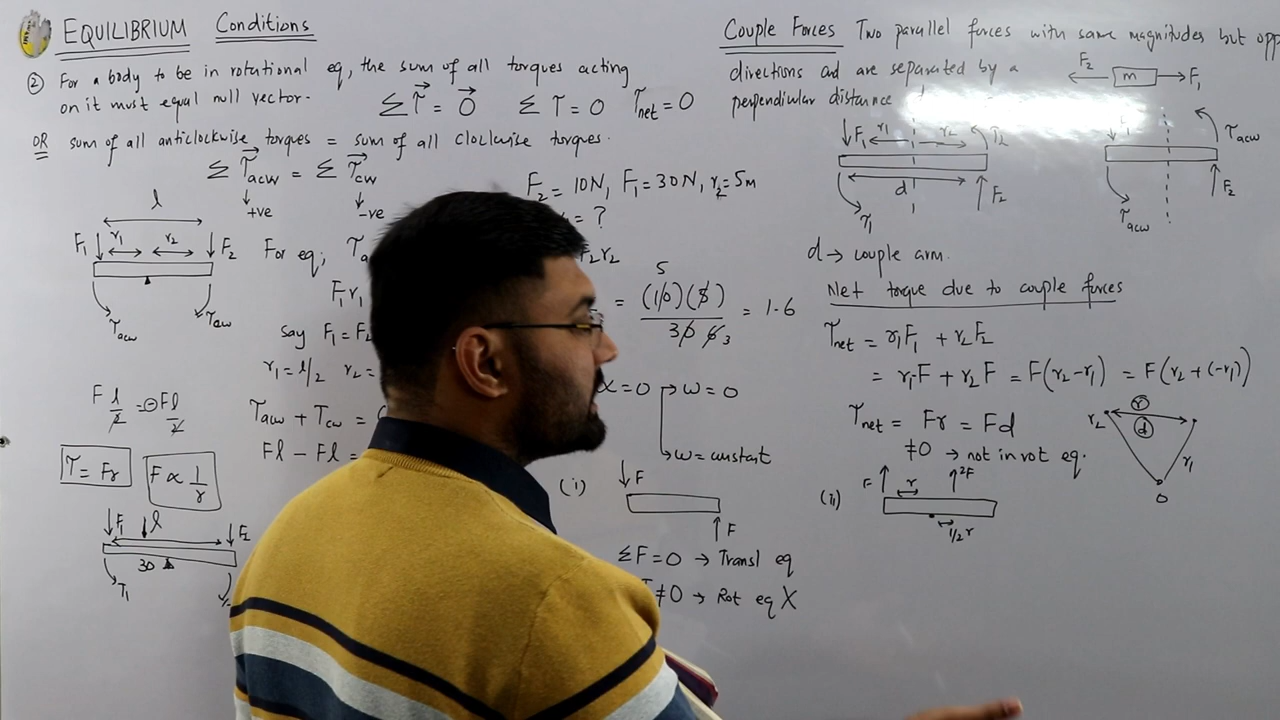 EQUILIBRIUM Conditions
② For a body to be in rotational eq, the sum of all torques acting
on it must equal null vector.
Σ τ⃗ = 0⃗ Σ τ = 0 τnet = 0
OR sum of all anticlockwise torques = sum of all clockwise torques.
Σ τ⃗acw = Σ τ⃗cw
↓ +ve ↓ -ve
l
F₁ r₁ r₂ F₂
τacw
For eq;
F₁r₁
say F₁ = F₂
r₁ = l/2 r₂ =
F l/2 = Fl/2
τacw + τcw =
Fl − Fl =
τ = Fr
F ∝ 1/r
F₁ l F₂
30
τ₁
F₂ = 10N, F₁ = 30N, r₂ = 5m
= ?
F₂r₂
5
= (10)(5) = 1.6
3
= 0 → ω = 0
→ ω = constant
(i) F
F
ΣF = 0 → Transl eq
≠ 0 → Rot eq X
Couple Forces Two parallel forces with same magnitudes but opp
directions and are separated by a
perpendicular distance
F₂ m F₁
F₁ r₁ r₂ τ₂
d F₂
τ₁
τacw
F₂
τacw
d → couple arm.
Net torque due to couple forces
τnet = r₁F₁ + r₂F₂
= r₁F + r₂F = F(r₂ - r₁) = F(r₂ + (-r₁))
τnet = Fr = Fd
≠ 0 → not in rot eq.
r₂ r d r₁
O
(ii) F r 2F
1/2 r